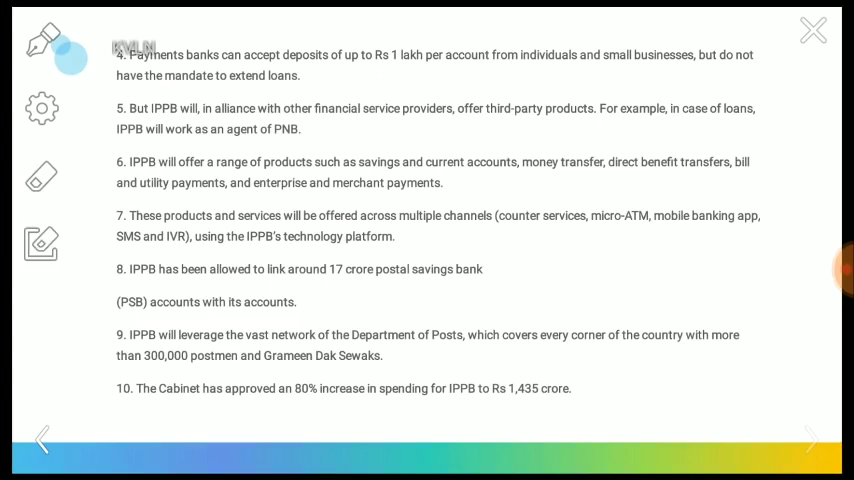 KVLN
4. Payments banks can accept deposits of up to Rs 1 lakh per account from individuals and small businesses, but do not
have the mandate to extend loans.
5. But IPPB will, in alliance with other financial service providers, offer third-party products. For example, in case of loans,
IPPB will work as an agent of PNB.
6. IPPB will offer a range of products such as savings and current accounts, money transfer, direct benefit transfers, bill
and utility payments, and enterprise and merchant payments.
7. These products and services will be offered across multiple channels (counter services, micro-ATM, mobile banking app,
SMS and IVR), using the IPPB's technology platform.
8. IPPB has been allowed to link around 17 crore postal savings bank
(PSB) accounts with its accounts.
9. IPPB will leverage the vast network of the Department of Posts, which covers every corner of the country with more
than 300,000 postmen and Grameen Dak Sewaks.
10. The Cabinet has approved an 80% increase in spending for IPPB to Rs 1,435 crore.